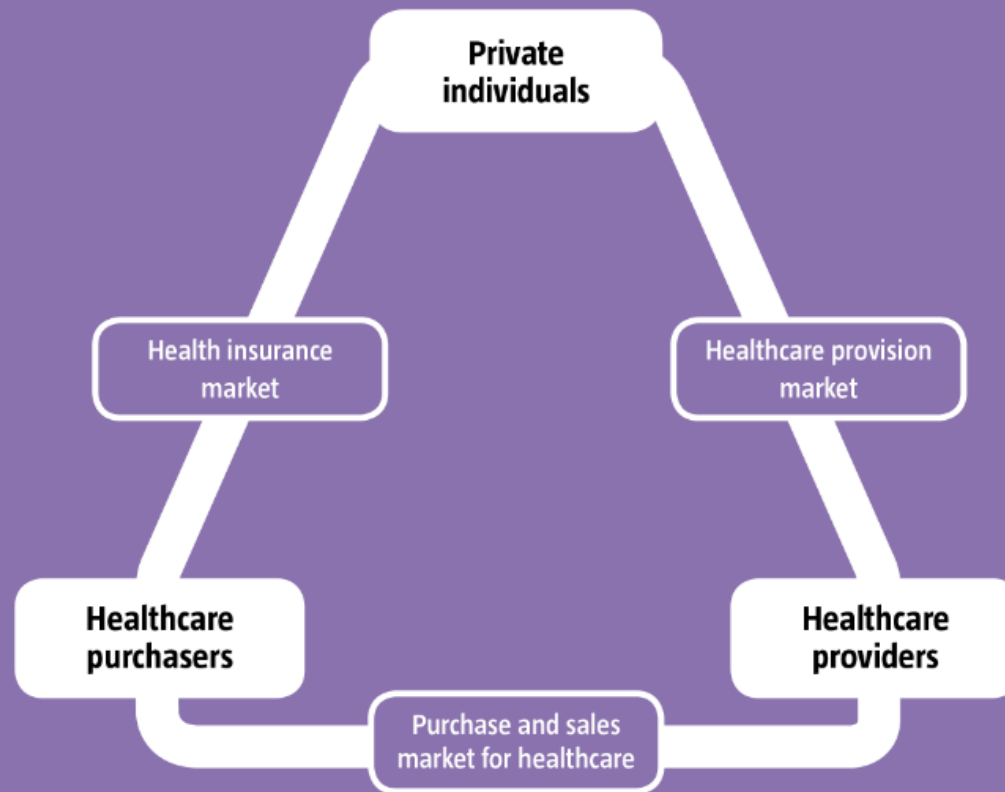 Private
individuals
Health insurance
market
Healthcare provision
market
Healthcare
purchasers
Healthcare
providers
Purchase and sales
market for healthcare